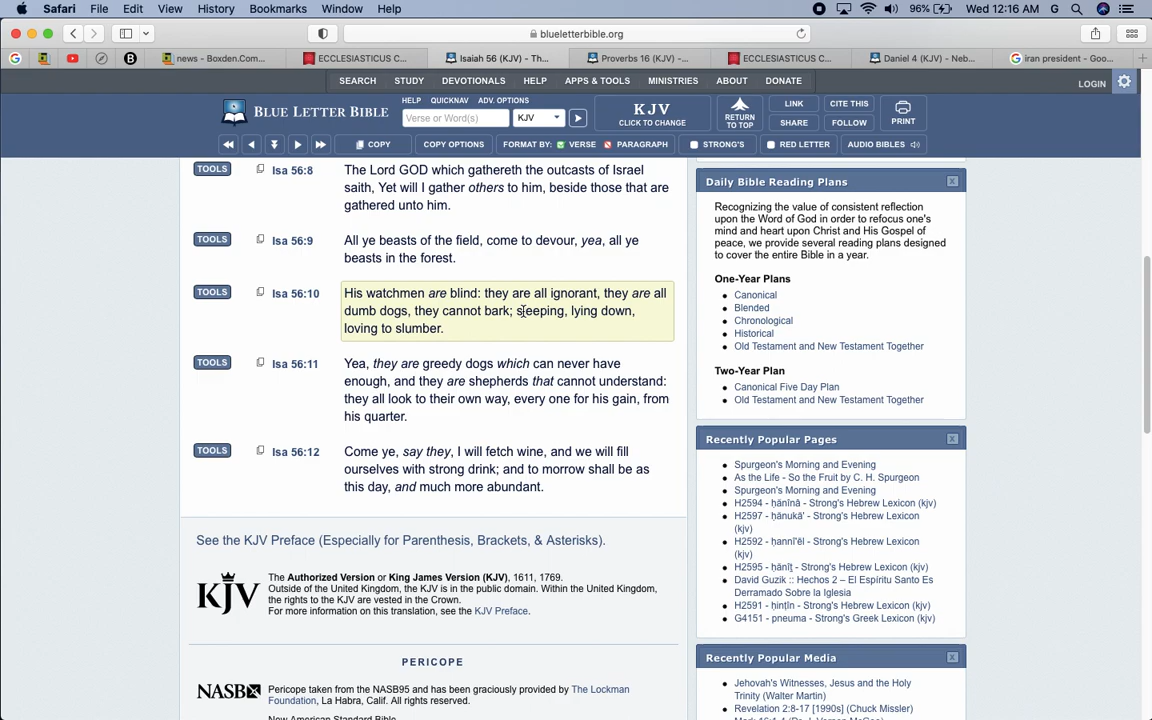 Safari File Edit View History Bookmarks Window Help 96% Wed 12:16 AM G
blueletterbible.org
news - Boxden.Com... ECCLESIASTICUS C... Isaiah 56 (KJV) - Th... Proverbs 16 (KJV) -... ECCLESIASTICUS C... Daniel 4 (KJV) - Neb... iran president - Goo...
SEARCH STUDY DEVOTIONALS HELP APPS & TOOLS MINISTRIES ABOUT DONATE LOGIN
BLUE LETTER BIBLE
HELP QUICKNAV ADV. OPTIONS
Verse or Word(s) KJV
KJV
CLICK TO CHANGE
RETURN
TO TOP
LINK CITE THIS
SHARE FOLLOW
PRINT
COPY COPY OPTIONS FORMAT BY: VERSE PARAGRAPH STRONG'S RED LETTER AUDIO BIBLES
TOOLS Isa 56:8 The Lord GOD which gathereth the outcasts of Israel
saith, Yet will I gather others to him, beside those that are
gathered unto him.
TOOLS Isa 56:9 All ye beasts of the field, come to devour, yea, all ye
beasts in the forest.
TOOLS Isa 56:10 His watchmen are blind: they are all ignorant, they are all
dumb dogs, they cannot bark; sleeping, lying down,
loving to slumber.
TOOLS Isa 56:11 Yea, they are greedy dogs which can never have
enough, and they are shepherds that cannot understand:
they all look to their own way, every one for his gain, from
his quarter.
TOOLS Isa 56:12 Come ye, say they, I will fetch wine, and we will fill
ourselves with strong drink; and to morrow shall be as
this day, and much more abundant.
See the KJV Preface (Especially for Parenthesis, Brackets, & Asterisks).
KJV
The Authorized Version or King James Version (KJV), 1611, 1769.
Outside of the United Kingdom, the KJV is in the public domain. Within the United Kingdom,
the rights to the KJV are vested in the Crown.
For more information on this translation, see the KJV Preface.
PERICOPE
NASB
Pericope taken from the NASB95 and has been graciously provided by The Lockman
Foundation, La Habra, Calif. All rights reserved.
New American Standard Bible
Daily Bible Reading Plans
Recognizing the value of consistent reflection
upon the Word of God in order to refocus one's
mind and heart upon Christ and His Gospel of
peace, we provide several reading plans designed
to cover the entire Bible in a year.
One-Year Plans
Canonical
Blended
Chronological
Historical
Old Testament and New Testament Together
Two-Year Plan
Canonical Five Day Plan
Old Testament and New Testament Together
Recently Popular Pages
Spurgeon's Morning and Evening
As the Life - So the Fruit by C. H. Spurgeon
Spurgeon's Morning and Evening
H2594 - ḥănînâ - Strong's Hebrew Lexicon (kjv)
H2597 - ḥănukā' - Strong's Hebrew Lexicon
(kjv)
H2592 - ḥannî'ēl - Strong's Hebrew Lexicon
(kjv)
H2595 - ḥănîṯ - Strong's Hebrew Lexicon (kjv)
David Guzik :: Hechos 2 – El Espíritu Santo Es
Derramado Sobre la Iglesia
H2591 - ḥinṭîn - Strong's Hebrew Lexicon (kjv)
G4151 - pneuma - Strong's Greek Lexicon (kjv)
Recently Popular Media
Jehovah's Witnesses, Jesus and the Holy
Trinity (Walter Martin)
Revelation 2:8-17 [1990s] (Chuck Missler)